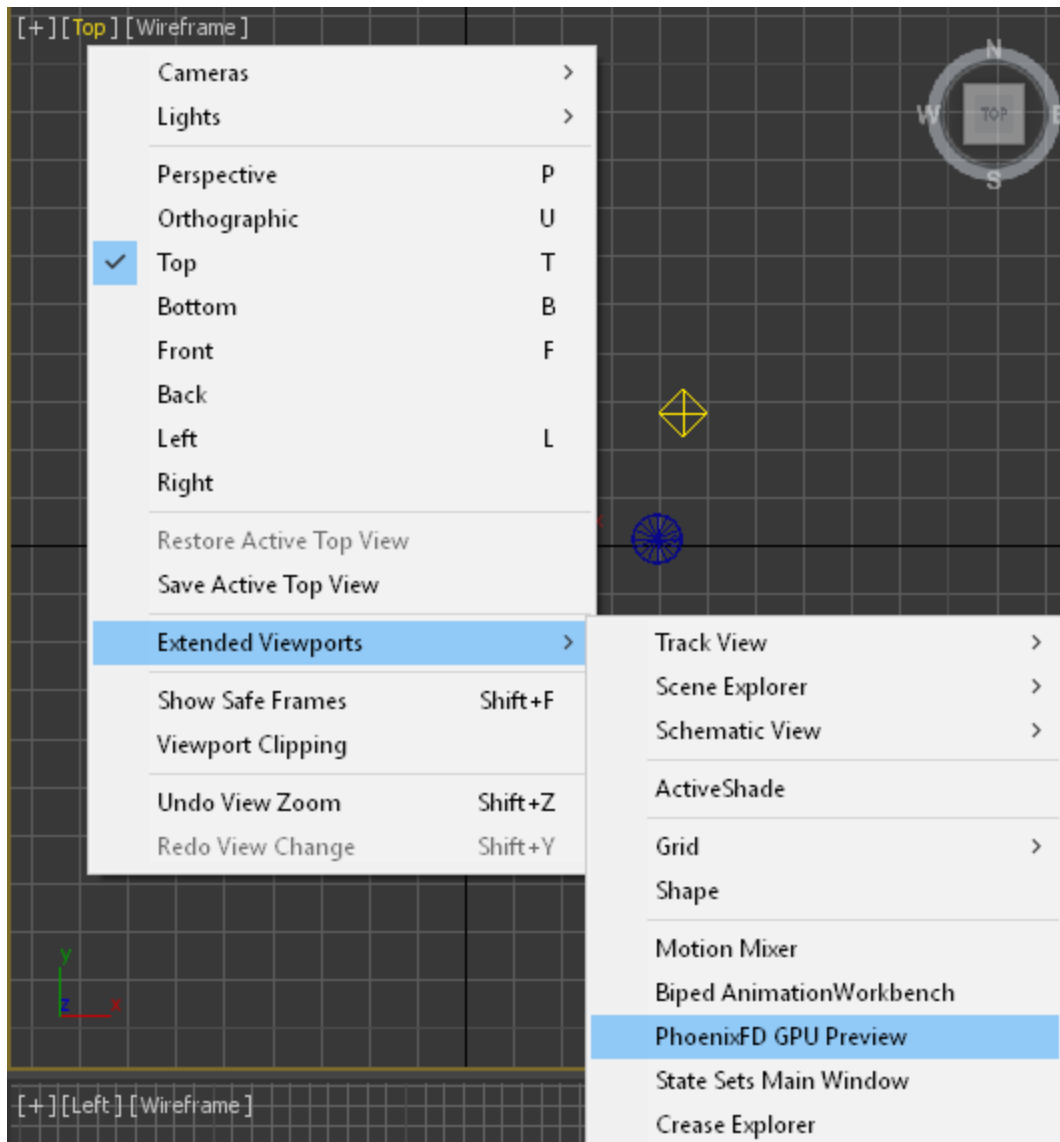 [+][Top][Wireframe]
Cameras >
Lights >
Perspective P
Orthographic U
Top T
Bottom B
Front F
Back
Left L
Right
Restore Active Top View
Save Active Top View
Extended Viewports >
Show Safe Frames Shift+F
Viewport Clipping
Undo View Zoom Shift+Z
Redo View Change Shift+Y
Track View >
Scene Explorer >
Schematic View >
ActiveShade
Grid >
Shape
Motion Mixer
Biped AnimationWorkbench
PhoenixFD GPU Preview
State Sets Main Window
Crease Explorer
N
W TOP E
S
y
z x
[+][Left][Wireframe]